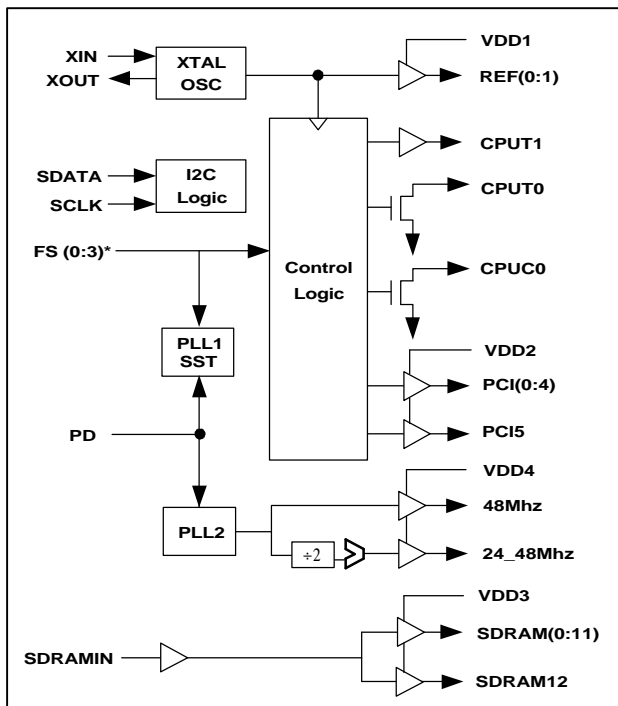 XIN
XOUT
XTAL
OSC
VDD1
REF(0:1)
CPUT1
SDATA
SCLK
I2C
Logic
CPUT0
FS (0:3)*
Control
Logic
CPUC0
PLL1
SST
VDD2
PCI(0:4)
PD
PCI5
VDD4
PLL2
48Mhz
÷2
24_48Mhz
VDD3
SDRAM(0:11)
SDRAMIN
SDRAM12